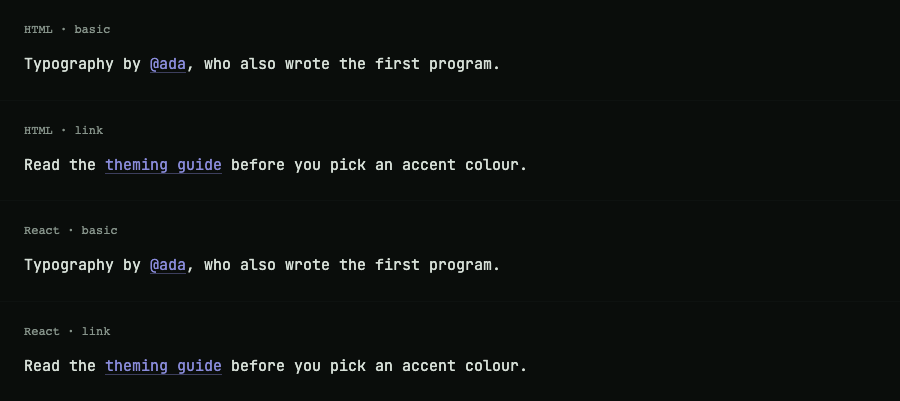 HTML · basic
Typography by @ada, who also wrote the first program.
HTML · link
Read the theming guide before you pick an accent colour.
React · basic
Typography by @ada, who also wrote the first program.
React · link
Read the theming guide before you pick an accent colour.